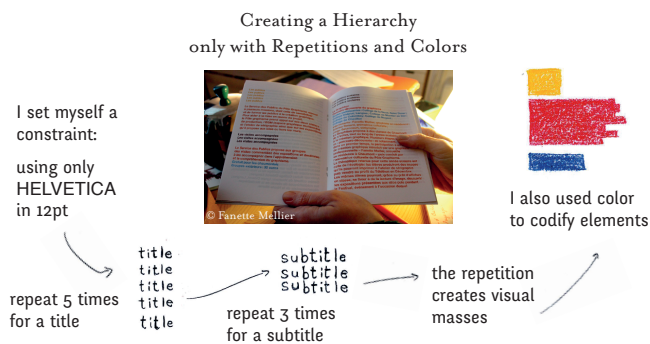 Creating a Hierarchy
only with Repetitions and Colors
I set myself a
constraint:
using only
HELVETICA
in 12pt
© Fanette Mellier
I also used color
to codify elements
title
title
title
title
title
repeat 5 times
for a title
subtitle
subtitle
subtitle
repeat 3 times
for a subtitle
the repetition
creates visual
masses